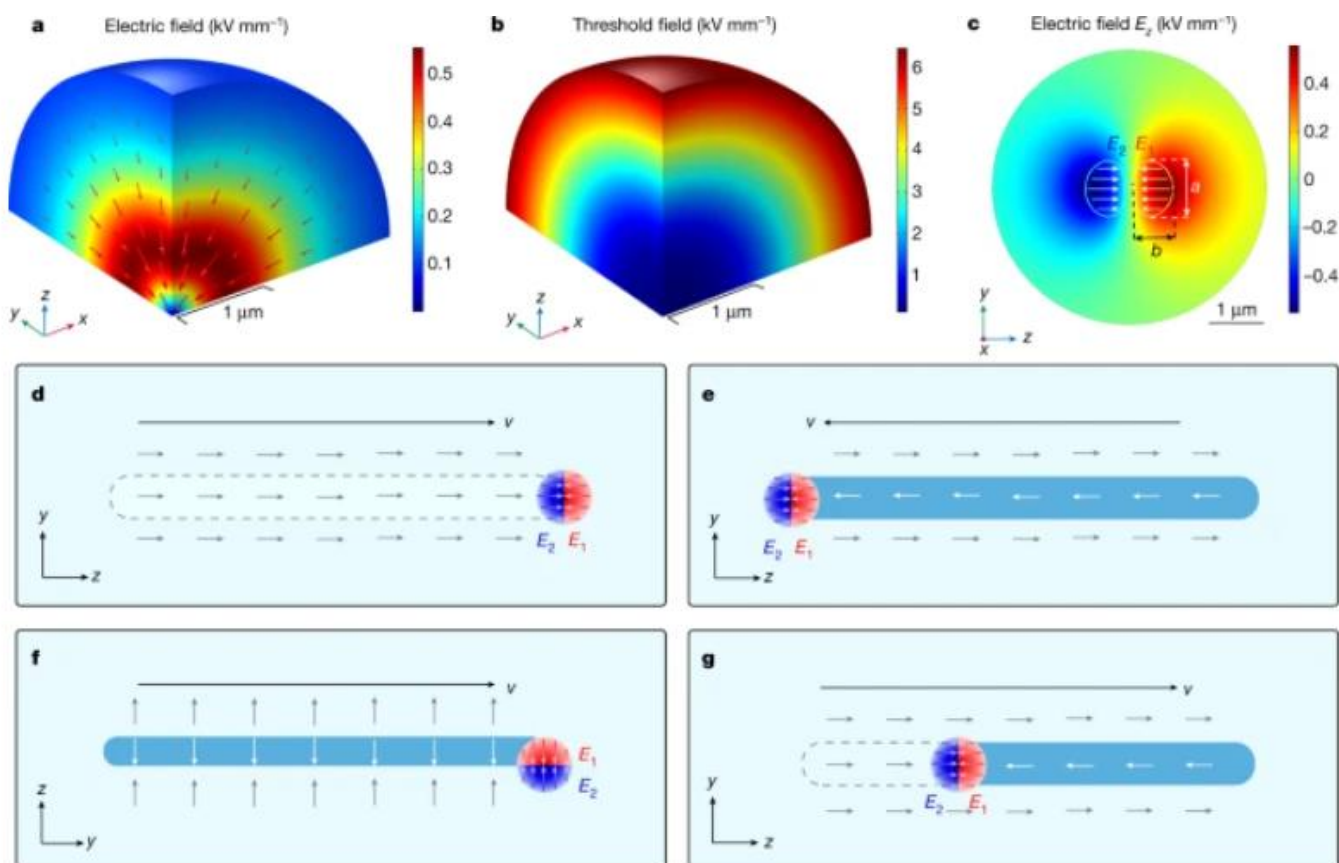 a Electric field (kV mm⁻¹)
0.5
0.4
0.3
0.2
0.1
z
y
x
1 μm
b Threshold field (kV mm⁻¹)
6
5
4
3
2
1
z
y
x
1 μm
c Electric field E_z (kV mm⁻¹)
E₂ E₁
a
b
0.4
0.2
0
−0.2
−0.4
y
x
z
1 μm
d
v
y
E₂ E₁
z
e
v
y
E₂ E₁
z
f
v
E₁
z
E₂
y
g
v
y
E₂ E₁
z